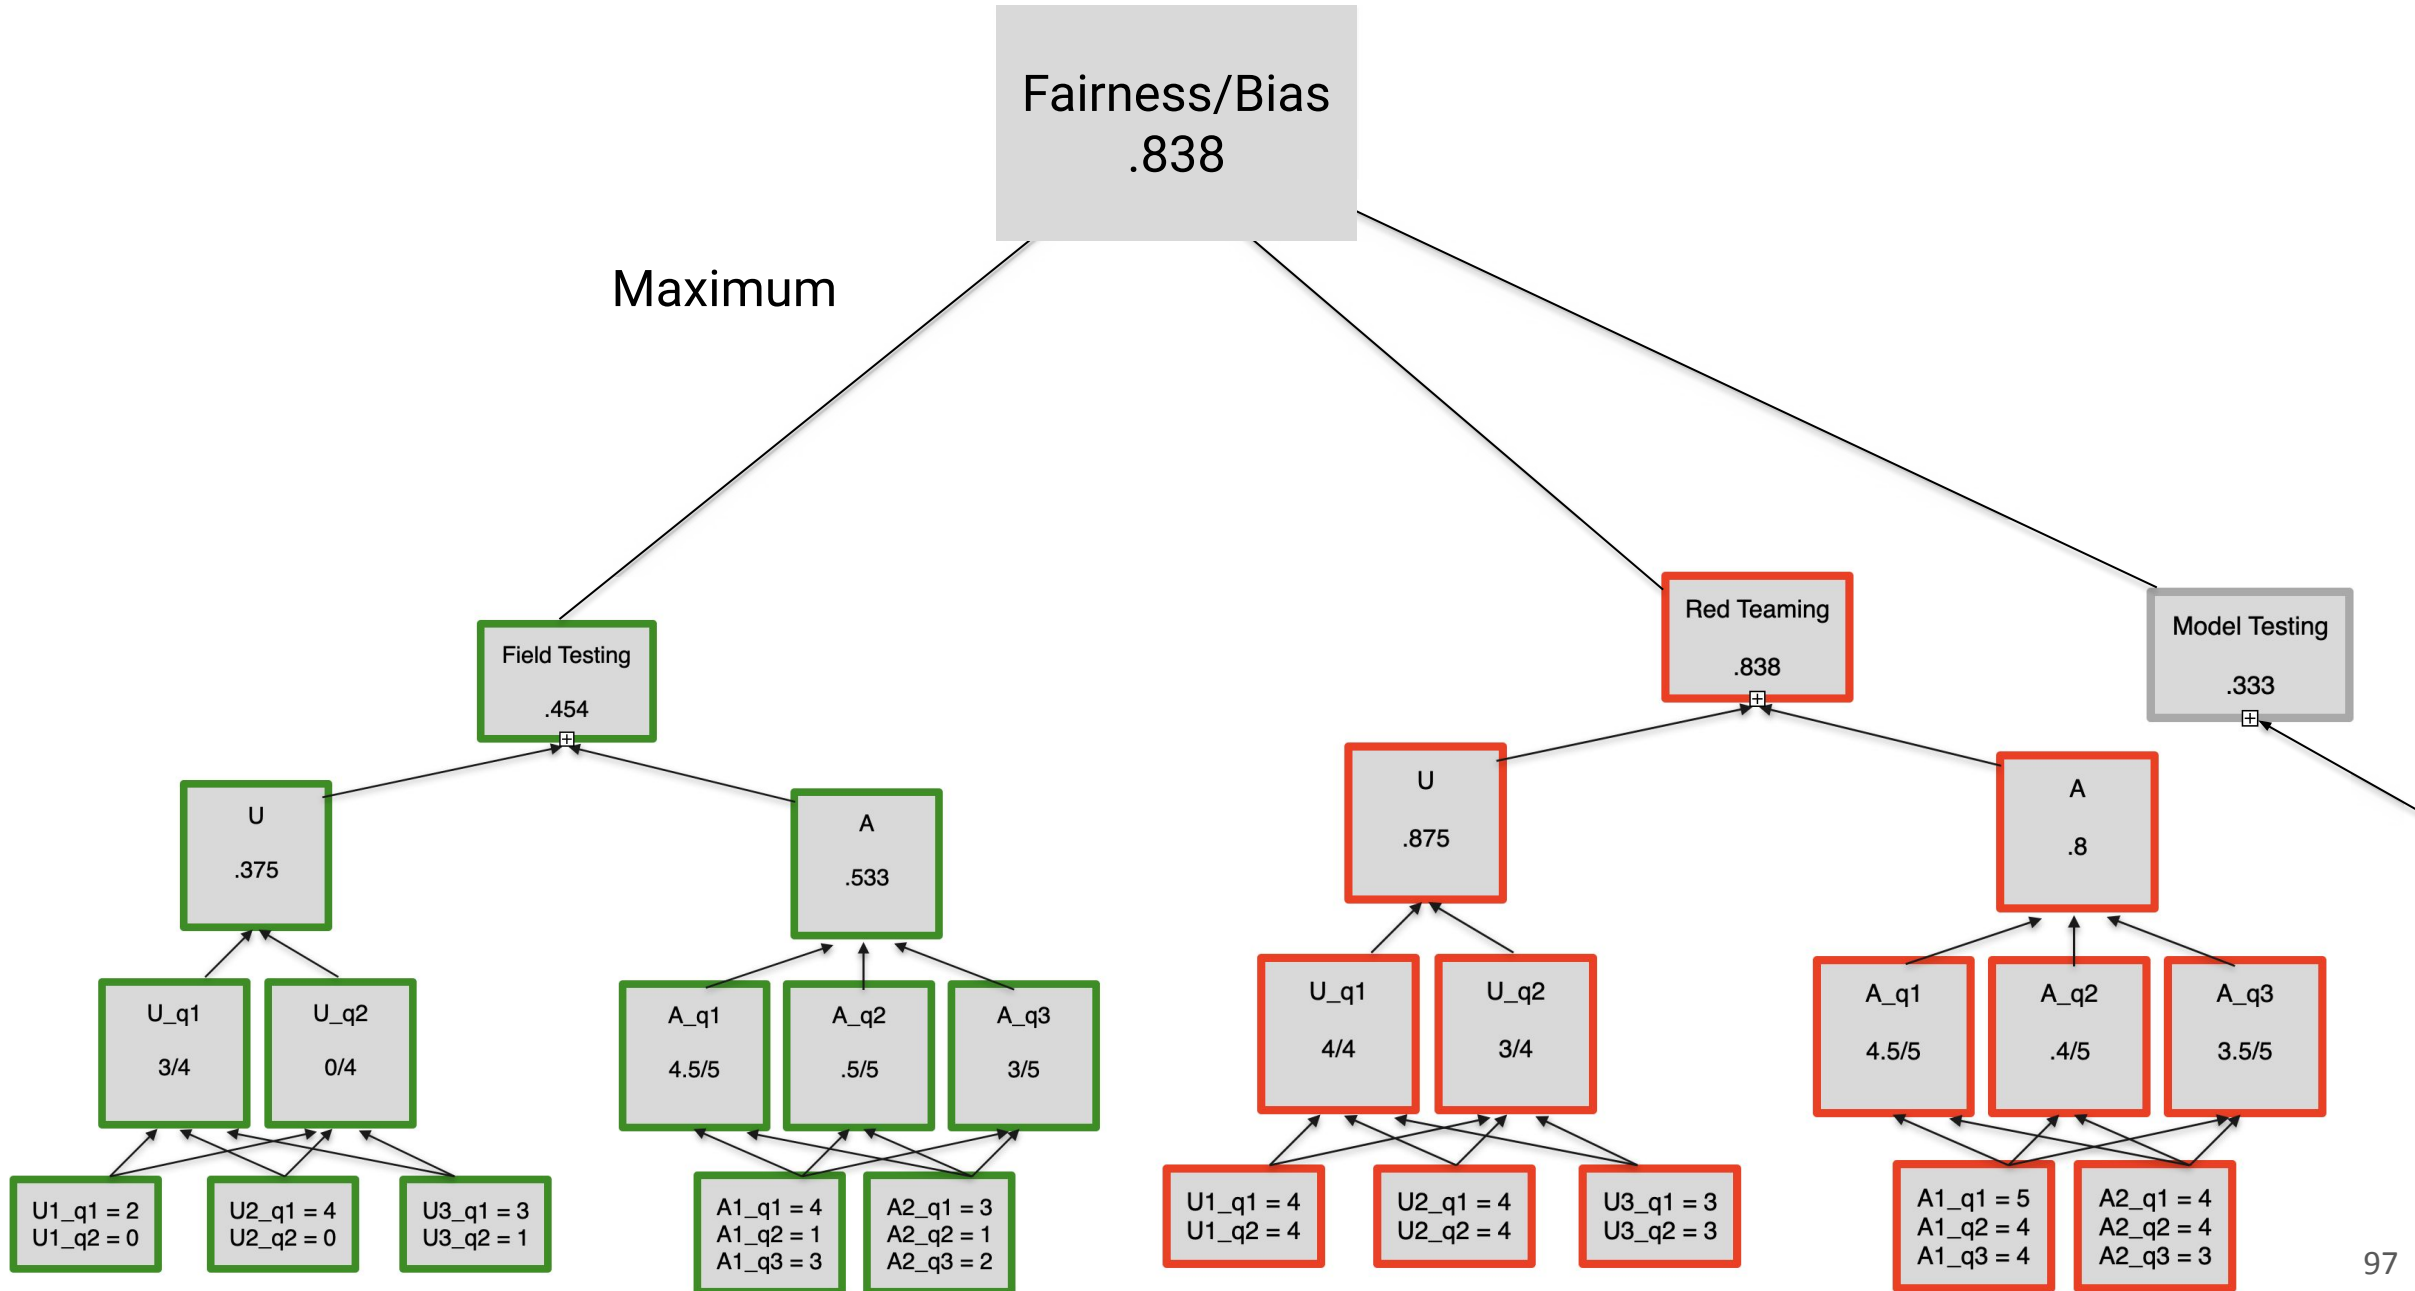 Fairness/Bias
.838
Maximum
Field Testing
.454
Red Teaming
.838
Model Testing
.333
U
.375
A
.533
U
.875
A
.8
U_q1
3/4
U_q2
0/4
A_q1
4.5/5
A_q2
.5/5
A_q3
3/5
U_q1
4/4
U_q2
3/4
A_q1
4.5/5
A_q2
.4/5
A_q3
3.5/5
U1_q1 = 2
U1_q2 = 0
U2_q1 = 4
U2_q2 = 0
U3_q1 = 3
U3_q2 = 1
A1_q1 = 4
A1_q2 = 1
A1_q3 = 3
A2_q1 = 3
A2_q2 = 1
A2_q3 = 2
U1_q1 = 4
U1_q2 = 4
U2_q1 = 4
U2_q2 = 4
U3_q1 = 3
U3_q2 = 3
A1_q1 = 5
A1_q2 = 4
A1_q3 = 4
A2_q1 = 4
A2_q2 = 4
A2_q3 = 3
97